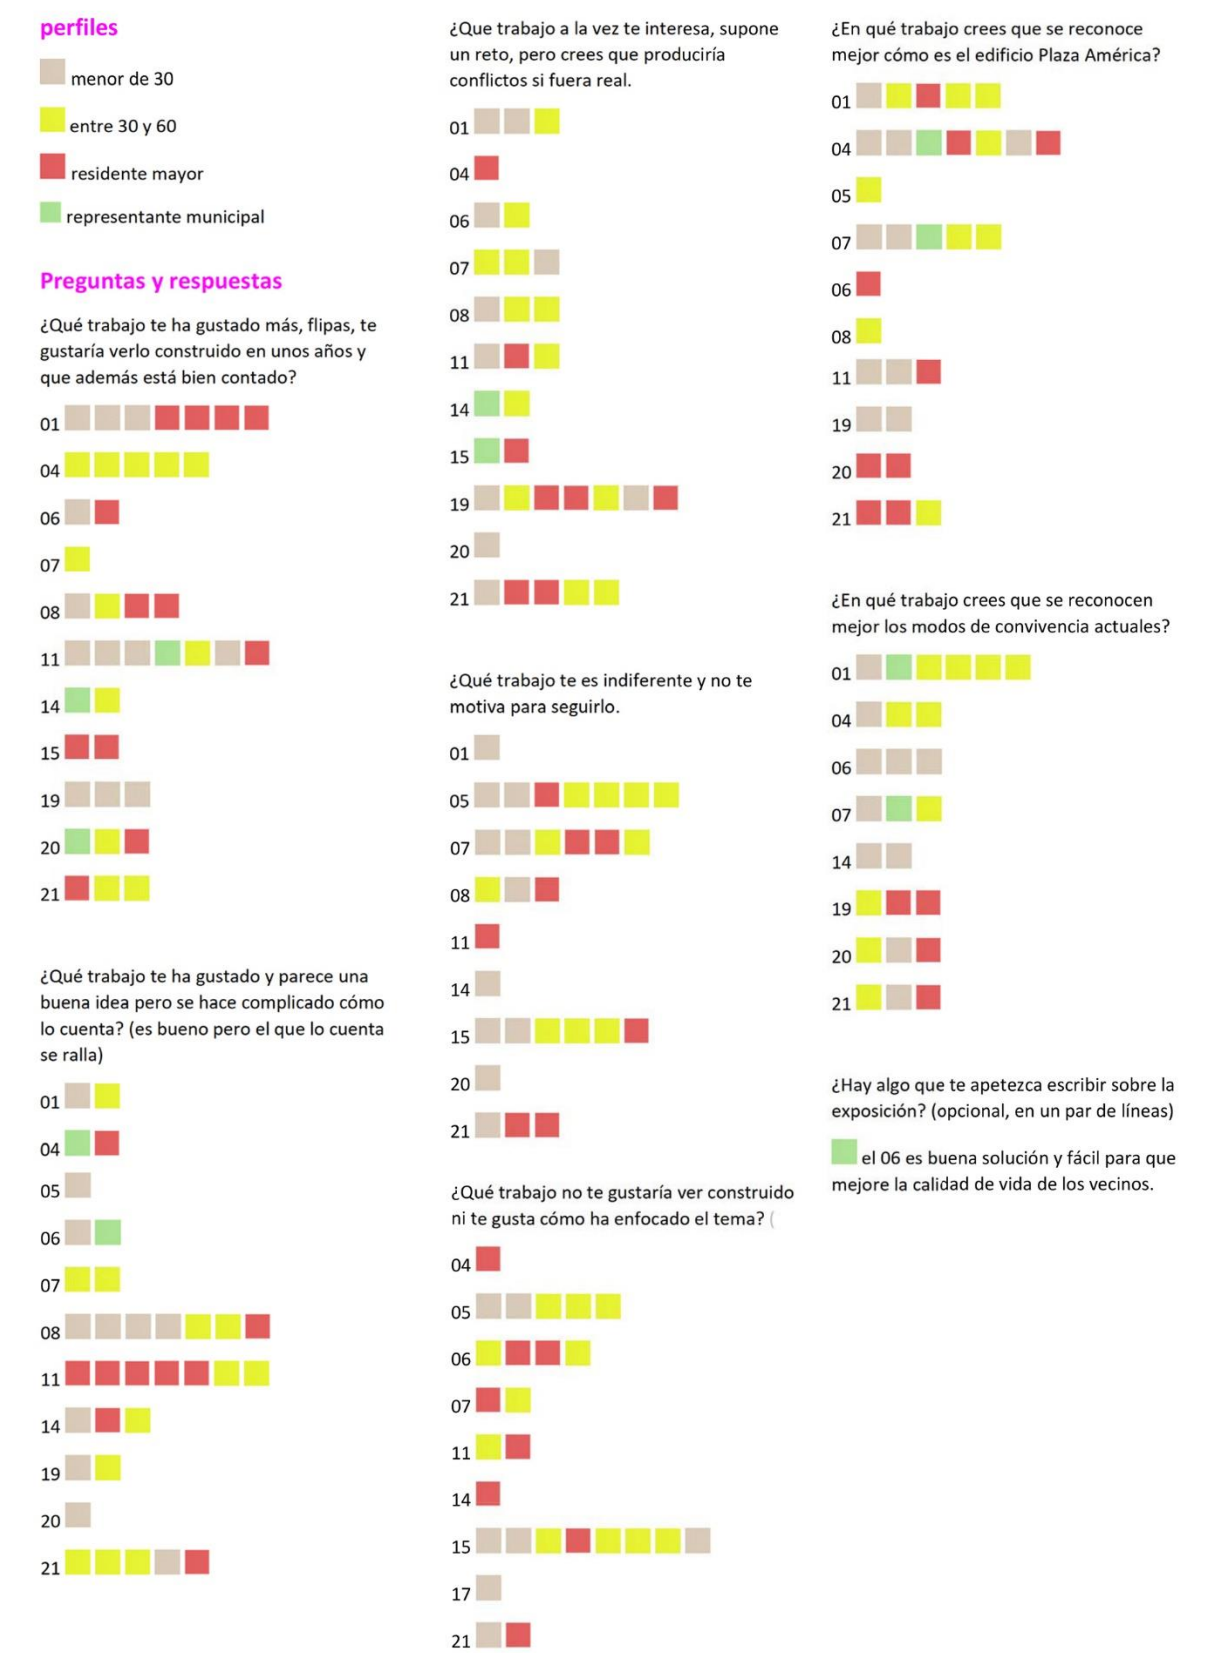 perfiles
menor de 30
entre 30 y 60
residente mayor
representante municipal
Preguntas y respuestas
¿Qué trabajo te ha gustado más, flipas, te
gustaría verlo construido en unos años y
que además está bien contado?
01
04
06
07
08
11
14
15
19
20
21
¿Qué trabajo te ha gustado y parece una
buena idea pero se hace complicado cómo
lo cuenta? (es bueno pero el que lo cuenta
se ralla)
01
04
05
06
07
08
11
14
19
20
21
¿Que trabajo a la vez te interesa, supone
un reto, pero crees que produciría
conflictos si fuera real.
01
04
06
07
08
11
14
15
19
20
21
¿Qué trabajo te es indiferente y no te
motiva para seguirlo.
01
05
07
08
11
14
15
20
21
¿Qué trabajo no te gustaría ver construido
ni te gusta cómo ha enfocado el tema? (
04
05
06
07
11
14
15
17
21
¿En qué trabajo crees que se reconoce
mejor cómo es el edificio Plaza América?
01
04
05
07
06
08
11
19
20
21
¿En qué trabajo crees que se reconocen
mejor los modos de convivencia actuales?
01
04
06
07
14
19
20
21
¿Hay algo que te apetezca escribir sobre la
exposición? (opcional, en un par de líneas)
el 06 es buena solución y fácil para que
mejore la calidad de vida de los vecinos.